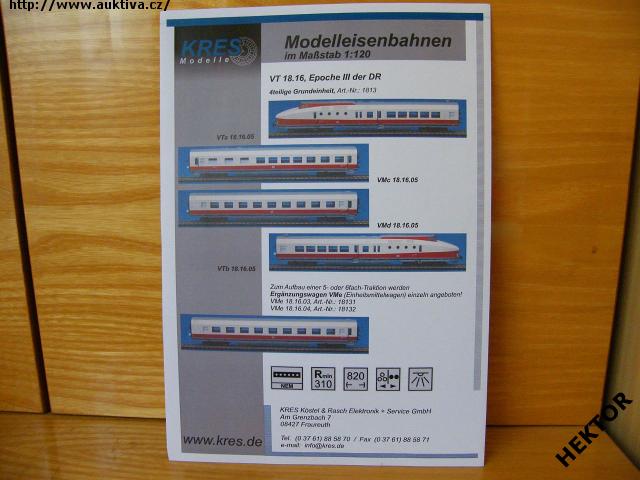 http://www.auktiva.cz/
KRES
Modelle
Modelleisenbahnen
im Maßstab 1:120
VT 18.16, Epoche III der DR
4teilige Grundeinheit, Art.-Nr.: 1813
VTa 18.16.05
VMc 18.16.05
VMd 18.16.05
VTb 18.16.05
Zum Aufbau einer 5- oder 6fach-Traktion werden
Ergänzungswagen VMe (Einheitsmittelwagen) einzeln angeboten!
VMe 18.16.03, Art.-Nr.: 18131
VMe 18.16.04, Art.-Nr.: 18132
NEM
Rmin
310
820
KRES Kostel & Rasch Elektronik + Service GmbH
Am Grenzbach 7
08427 Fraureuth
Tel. (0 37 61) 88 58 70 / Fax (0 37 61) 88 58 71
e-mail: info@kres.de
www.kres.de
HEKTOR